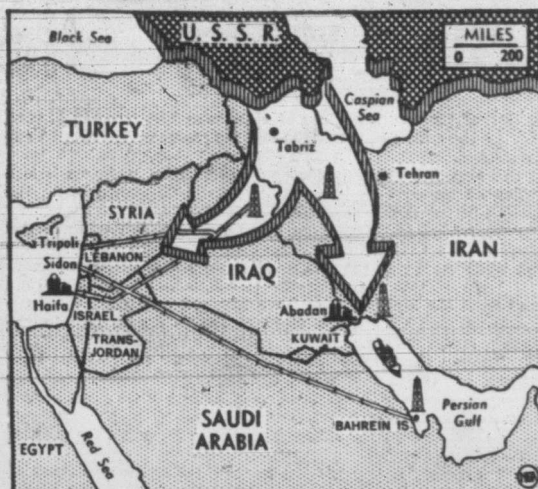 Black Sea
U. S. S. R.
MILES
0 200
Caspian
Sea
TURKEY
Tabriz
Tehran
SYRIA
Tripoli
LEBANON
Sidon
IRAQ
IRAN
Haifa
ISRAEL
Abadan
KUWAIT
TRANS-
JORDAN
SAUDI
ARABIA
BAHREIN IS
Persian
Gulf
EGYPT
Red Sea